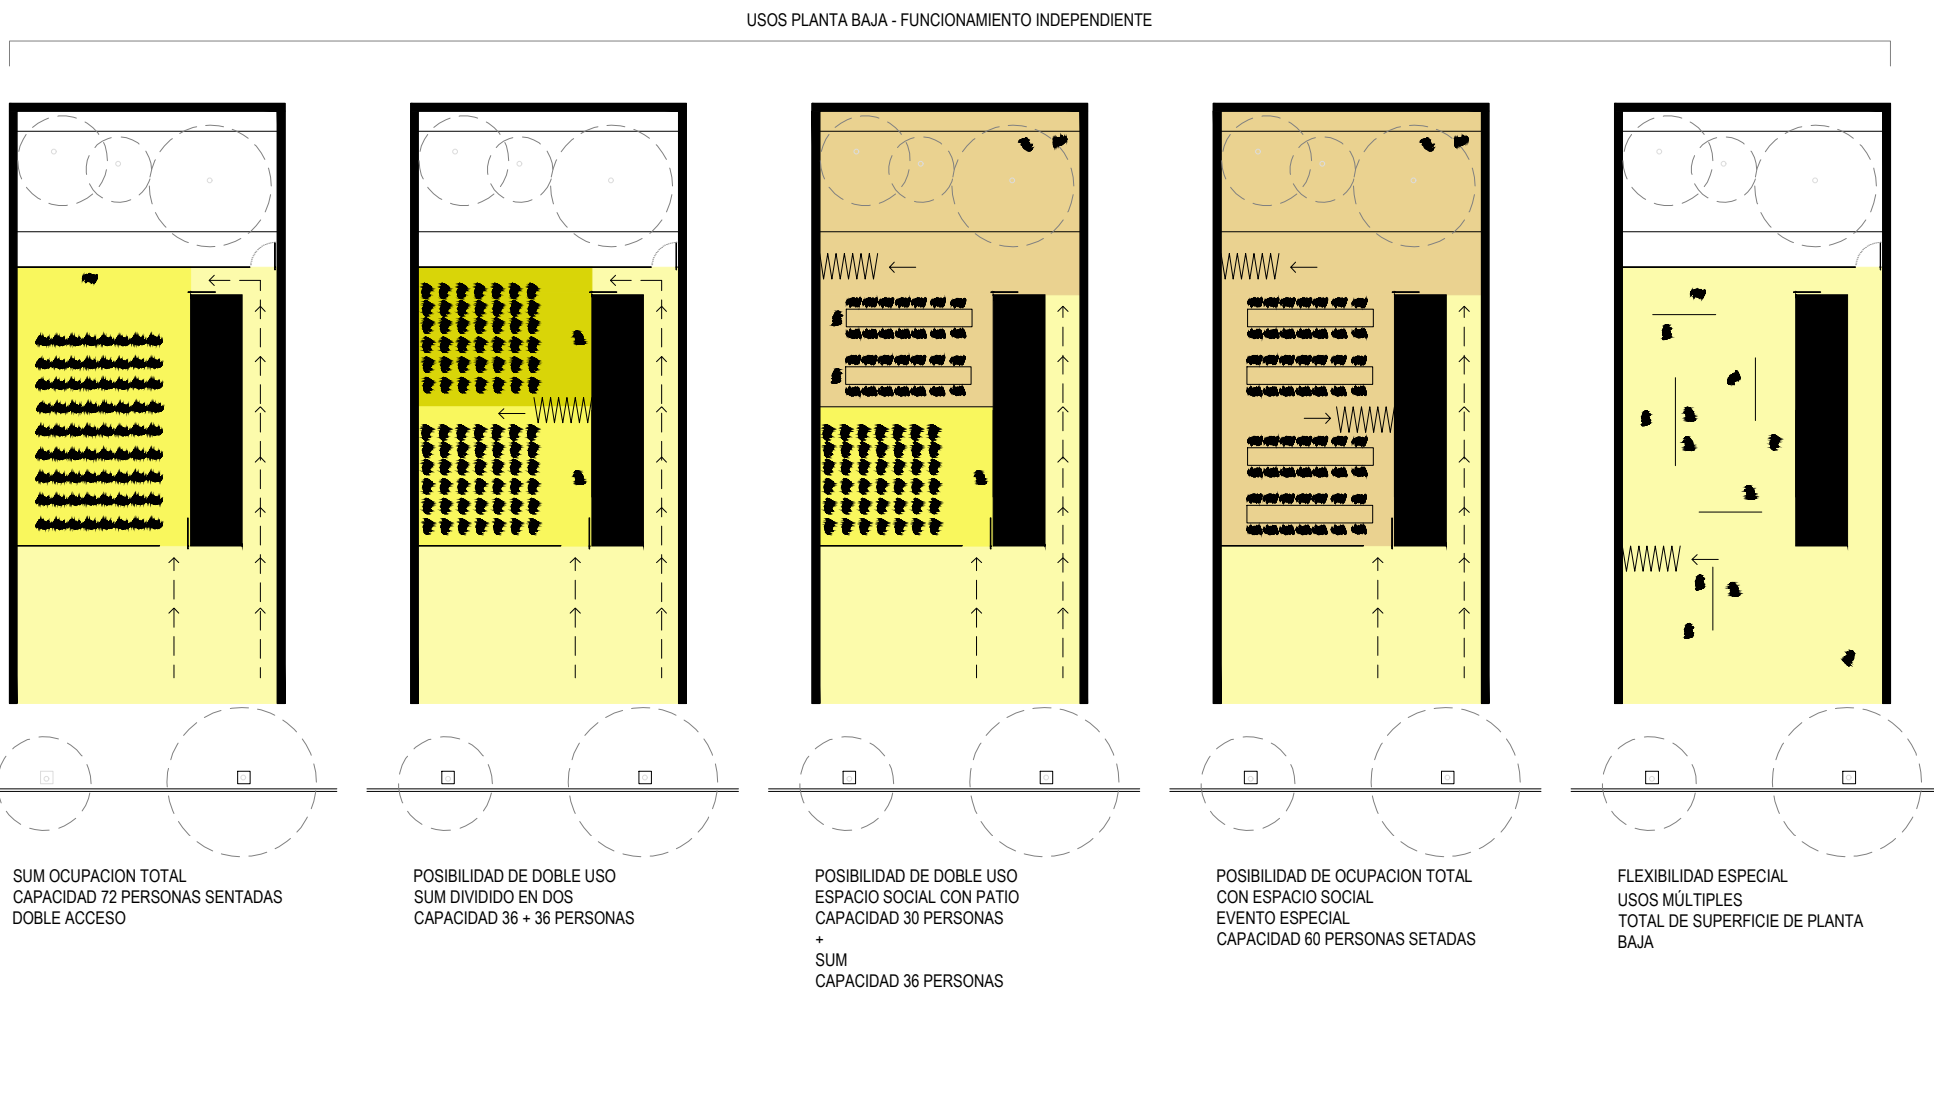 USOS PLANTA BAJA - FUNCIONAMIENTO INDEPENDIENTE
SUM OCUPACION TOTAL
CAPACIDAD 72 PERSONAS SENTADAS
DOBLE ACCESO
POSIBILIDAD DE DOBLE USO
SUM DIVIDIDO EN DOS
CAPACIDAD 36 + 36 PERSONAS
POSIBILIDAD DE DOBLE USO
ESPACIO SOCIAL CON PATIO
CAPACIDAD 30 PERSONAS
+
SUM
CAPACIDAD 36 PERSONAS
POSIBILIDAD DE OCUPACION TOTAL
CON ESPACIO SOCIAL
EVENTO ESPECIAL
CAPACIDAD 60 PERSONAS SETADAS
FLEXIBILIDAD ESPECIAL
USOS MÚLTIPLES
TOTAL DE SUPERFICIE DE PLANTA
BAJA